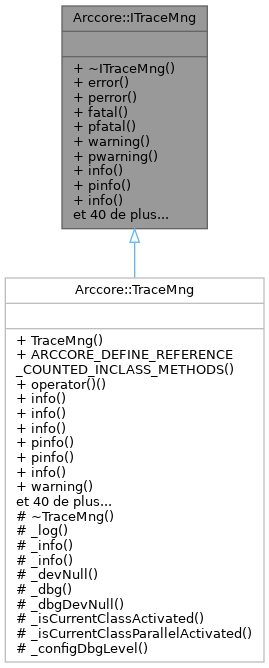 Arccore::ITraceMng
+ ~ITraceMng()
+ error()
+ perror()
+ fatal()
+ pfatal()
+ warning()
+ pwarning()
+ info()
+ pinfo()
+ info()
et 40 de plus...
Arccore::TraceMng
+ TraceMng()
+ ARCCORE_DEFINE_REFERENCE
_COUNTED_INCLASS_METHODS()
+ operator()()
+ info()
+ info()
+ info()
+ pinfo()
+ pinfo()
+ info()
+ warning()
et 40 de plus...
# ~TraceMng()
# _log()
# _info()
# _info()
# _devNull()
# _dbg()
# _dbgDevNull()
# _isCurrentClassActivated()
# _isCurrentClassParallelActivated()
# _configDbgLevel()